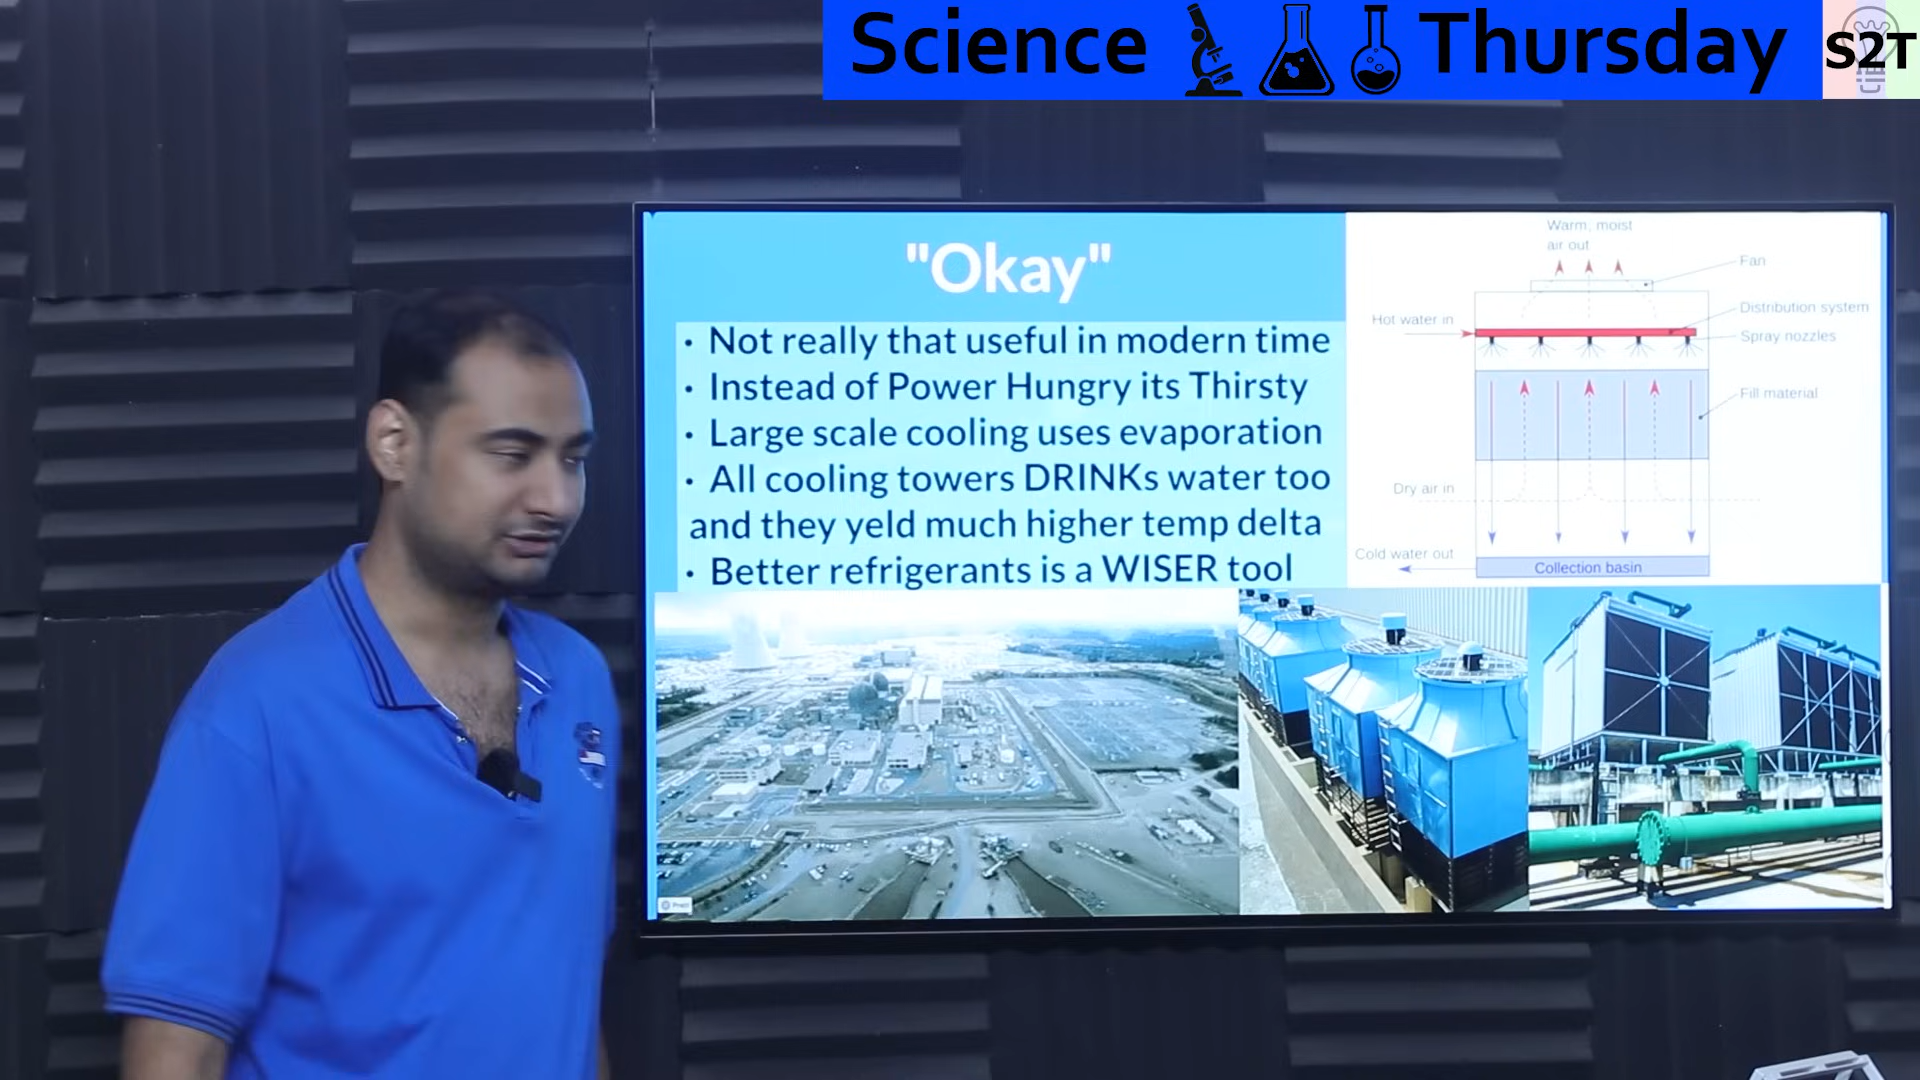 Science Thursday
S2T
"Okay"
· Not really that useful in modern time
· Instead of Power Hungry its Thirsty
· Large scale cooling uses evaporation
· All cooling towers DRINKs water too
and they yeld much higher temp delta
· Better refrigerants is a WISER tool
Warm, moist
air out
Fan
Hot water in
Distribution system
Spray nozzles
Fill material
Dry air in
Cold water out
Collection basin
Prezi